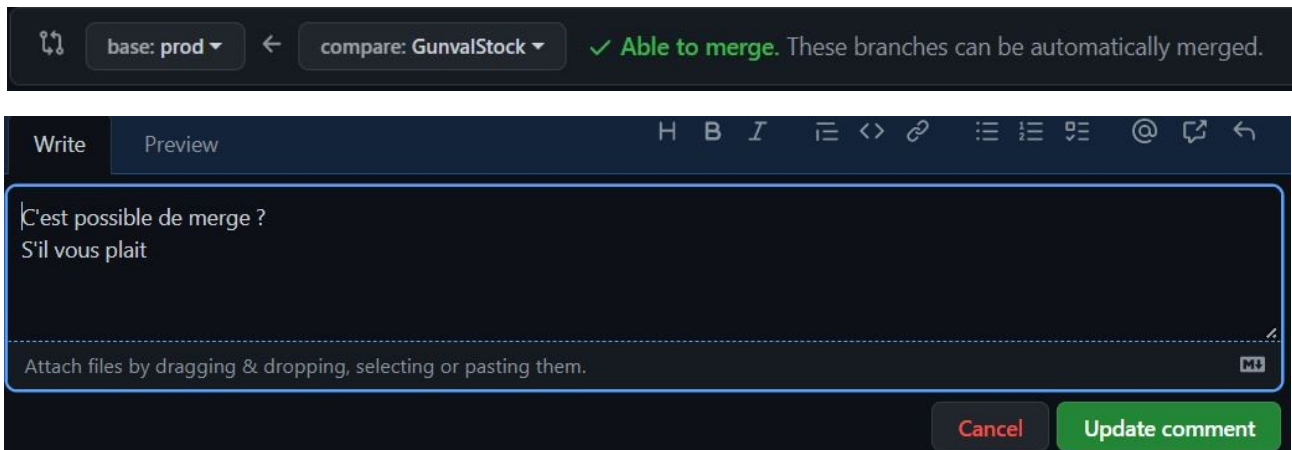 base: prod compare: GunvalStock Able to merge. These branches can be automatically merged.
Write Preview H B I
C'est possible de merge ?
S'il vous plait
Attach files by dragging & dropping, selecting or pasting them.
Cancel Update comment